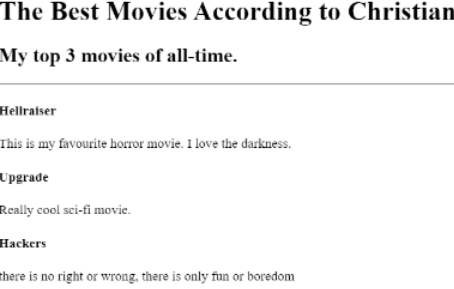 The Best Movies According to Christian
My top 3 movies of all-time.
Hellraiser
This is my favourite horror movie. I love the darkness.
Upgrade
Really cool sci-fi movie.
Hackers
there is no right or wrong, there is only fun or boredom